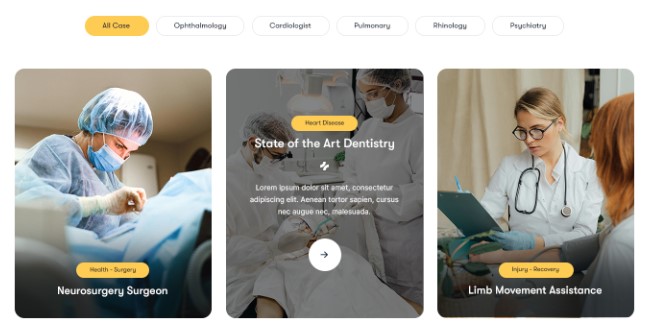 All Case
Ophthalmology
Cardiologist
Pulmonary
Rhinology
Psychiatry
Heart Disease
State of the Art Dentistry
Lorem ipsum dolor sit amet, consectetur
adipiscing elit. Aenean tortor sapien, cursus
nec augue nec, malesuada.
Health - Surgery
Neurosurgery Surgeon
Injury - Recovery
Limb Movement Assistance